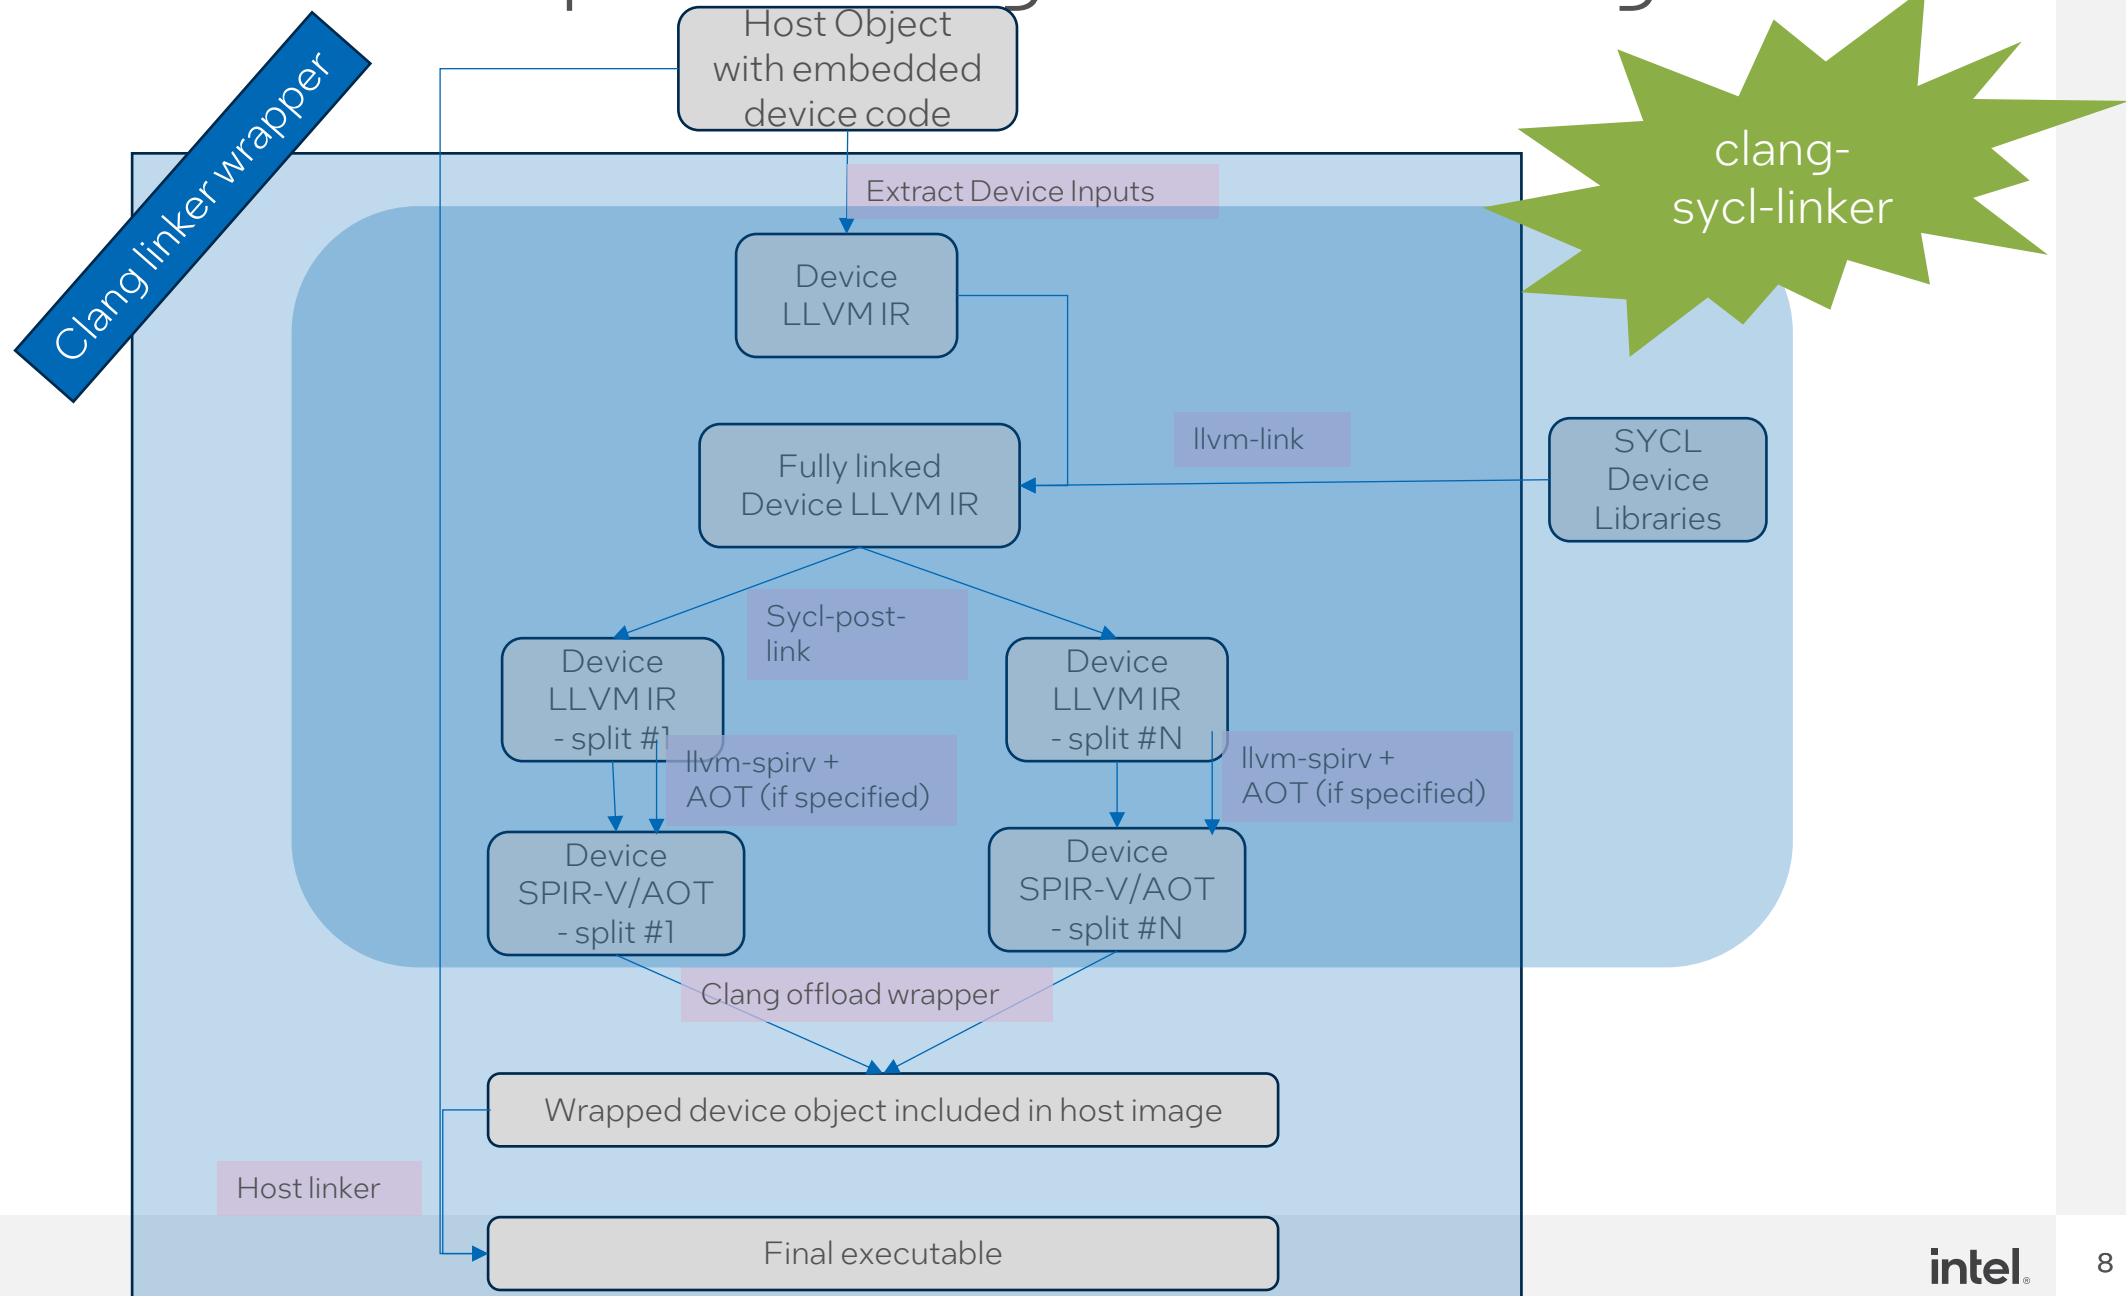 Host Object
with embedded
device code
Clang linker wrapper
clang-
sycl-linker
Extract Device Inputs
Device
LLVM IR
llvm-link
Fully linked
Device LLVM IR
SYCL
Device
Libraries
Sycl-post-
link
Device
LLVM IR
- split #1
Device
LLVM IR
- split #N
llvm-spirv +
AOT (if specified)
llvm-spirv +
AOT (if specified)
Device
SPIR-V/AOT
- split #1
Device
SPIR-V/AOT
- split #N
Clang offload wrapper
Wrapped device object included in host image
Host linker
Final executable
intel.
8